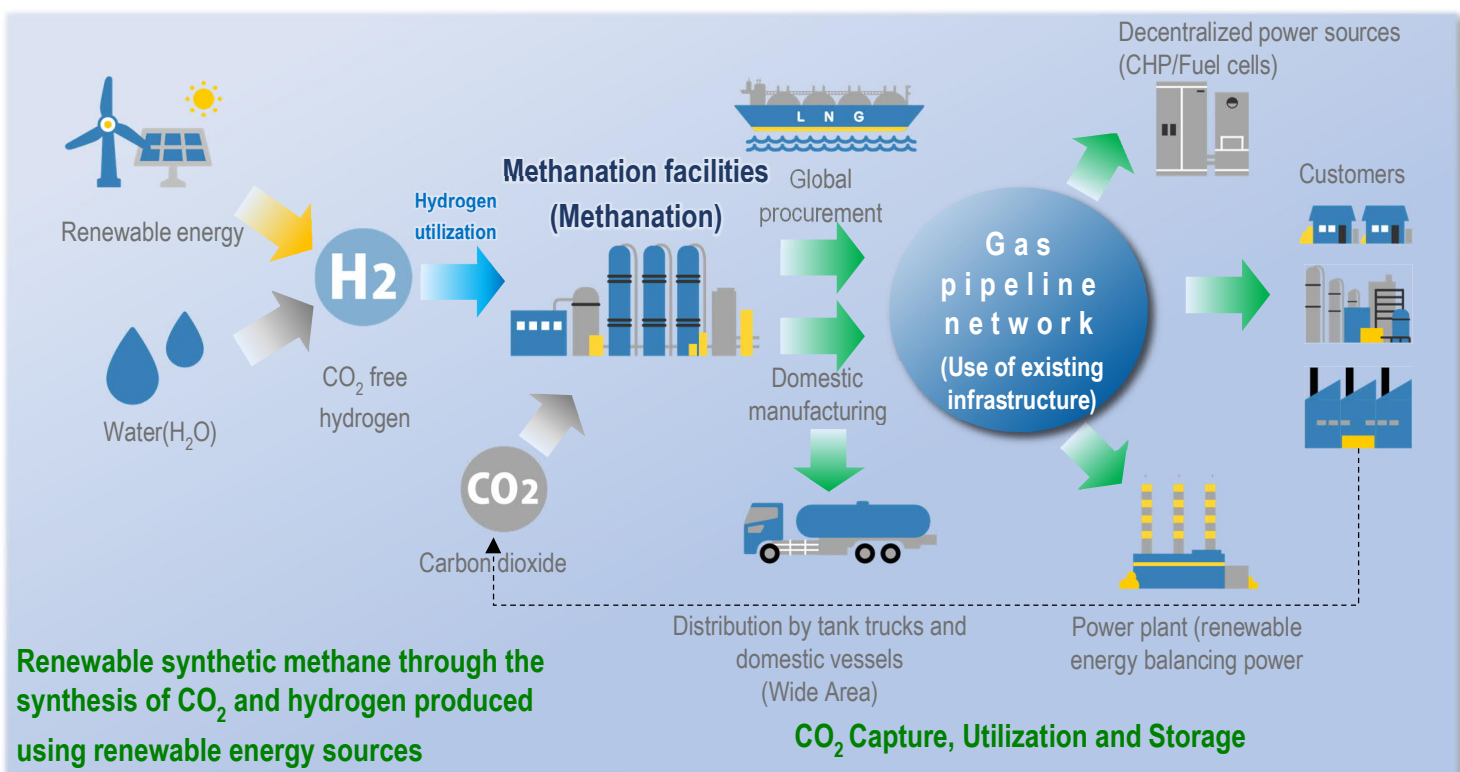 Decentralized power sources
(CHP/Fuel cells)
L N G
Methanation facilities
(Methanation)
Global
procurement
Customers
Hydrogen
utilization
Renewable energy
H2
Gas
pipeline
network
(Use of existing
infrastructure)
CO₂ free
hydrogen
Domestic
manufacturing
Water(H₂O)
CO2
Carbon dioxide
Distribution by tank trucks and
domestic vessels
(Wide Area)
Power plant (renewable
energy balancing power
Renewable synthetic methane through the
synthesis of CO₂ and hydrogen produced
using renewable energy sources
CO₂ Capture, Utilization and Storage